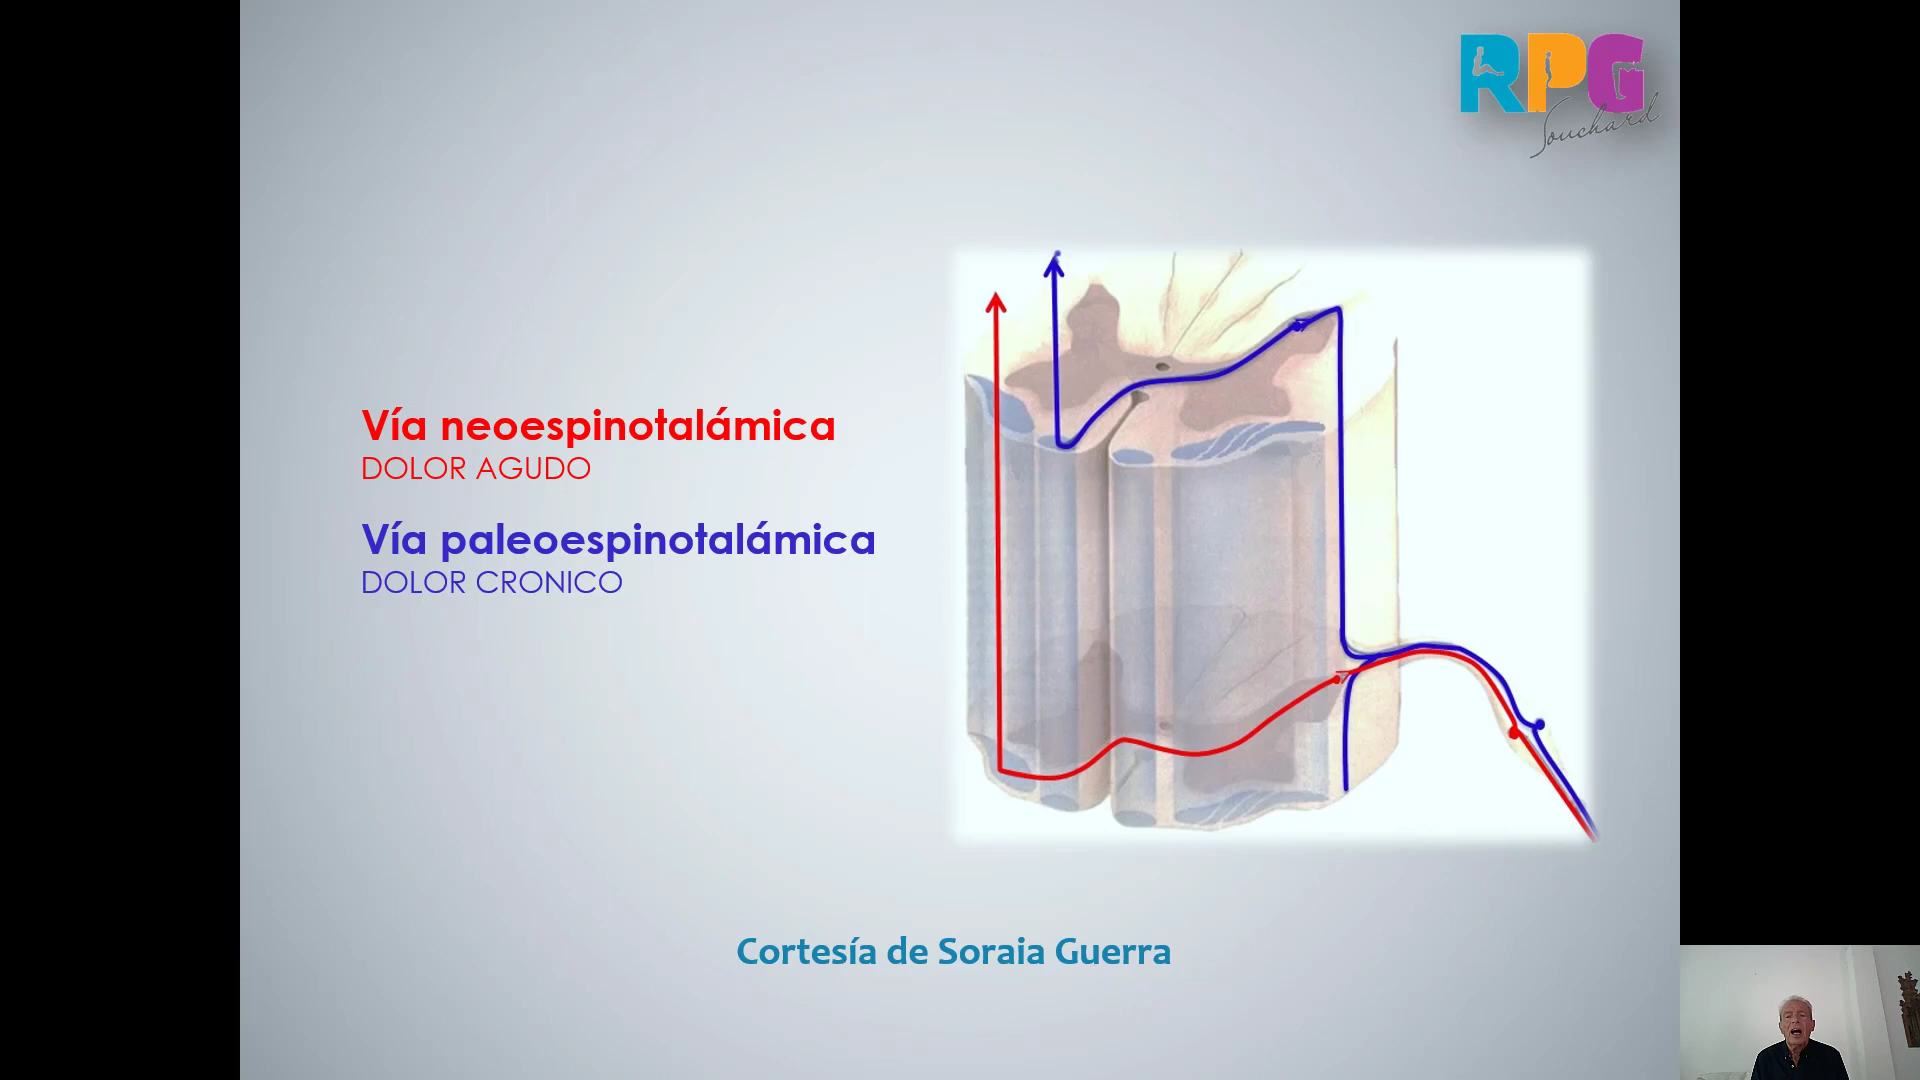 RPG
Souchard
Vía neoespinotalámica
DOLOR AGUDO
Vía paleoespinotalámica
DOLOR CRONICO
Cortesía de Soraia Guerra